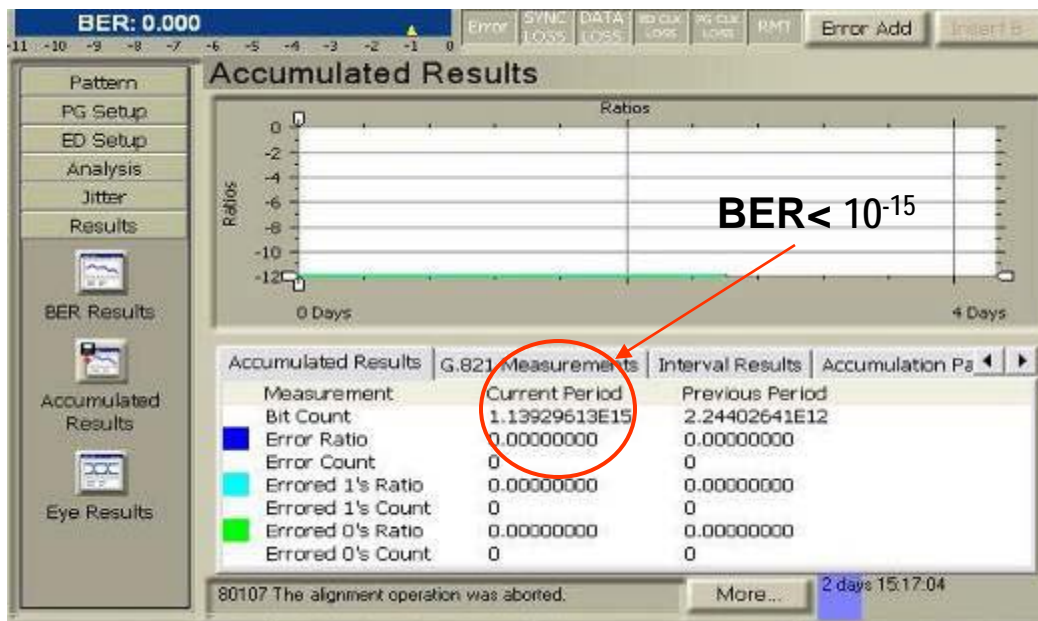 BER: 0.000
-11 -10 -9 -8 -7 -6 -5 -4 -3 -2 -1 0
Error
SYNC LOSS
DATA LOSS
ED CLK LOSS
PG CLK LOSS
RMT
Error Add
Pattern
PG Setup
ED Setup
Analysis
Jitter
Results
BER Results
Accumulated Results
Eye Results
Accumulated Results
Ratios
Ratios
0
-2
-4
-6
-8
-10
-12
0 Days
4 Days
BER< 10⁻¹⁵
Accumulated Results G.821 Measurements Interval Results Accumulation Pa
Measurement Current Period Previous Period
Bit Count 1.13929613E15 2.24402641E12
Error Ratio 0.00000000 0.00000000
Error Count 0 0
Errored 1's Ratio 0.00000000 0.00000000
Errored 1's Count 0 0
Errored 0's Ratio 0.00000000 0.00000000
Errored 0's Count 0 0
80107 The alignment operation was aborted.
More...
2 days 15:17:04